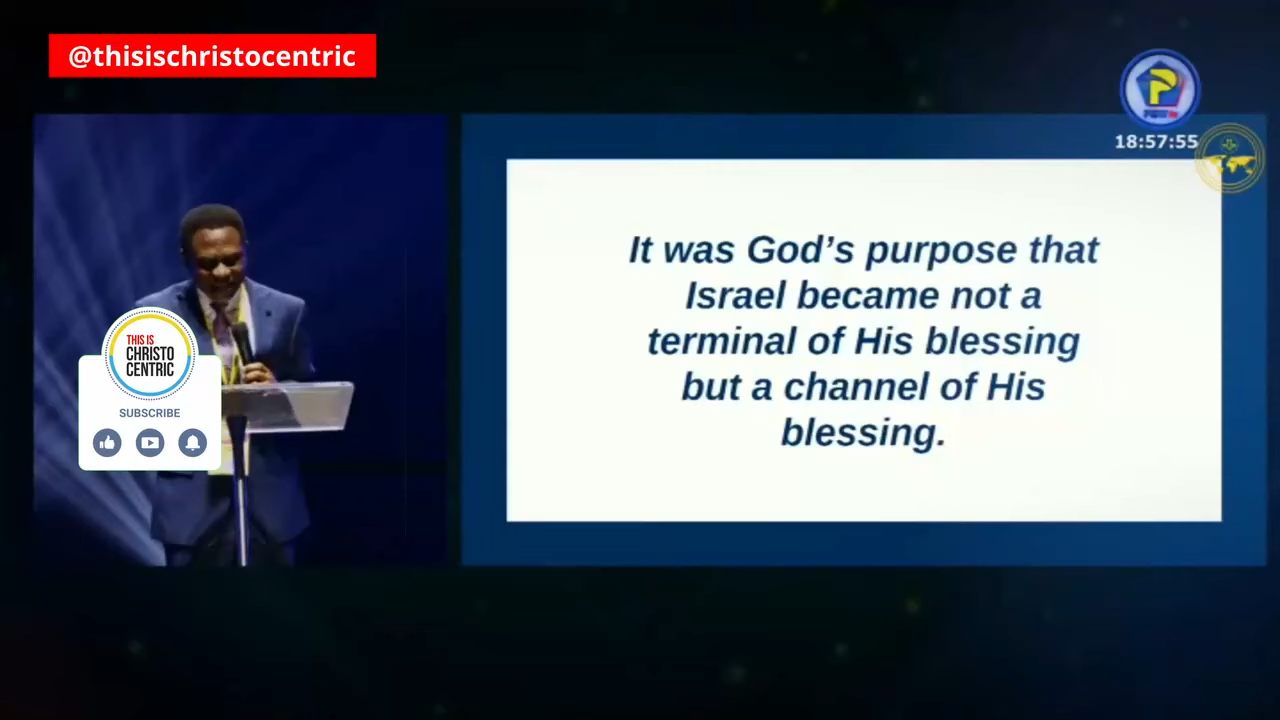 @thisischristocentric
18:57:55
It was God’s purpose that
Israel became not a
terminal of His blessing
but a channel of His
blessing.
THIS IS
CHRISTO
CENTRIC
SUBSCRIBE